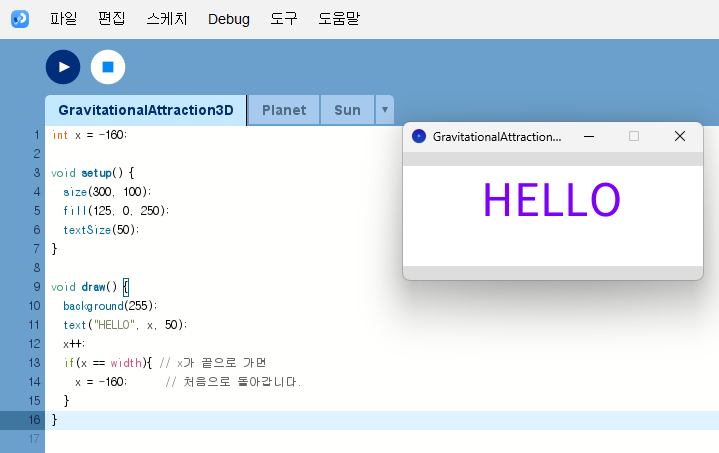 파일 편집 스케치 Debug 도구 도움말
GravitationalAttraction3D Planet Sun ▼
GravitationalAttraction...
HELLO
1 int x = -160;
2
3 void setup() {
4   size(300, 100);
5   fill(125, 0, 250);
6   textSize(50);
7 }
8
9 void draw() {
10   background(255);
11   text("HELLO", x, 50);
12   x++;
13   if(x == width){ // x가 끝으로 가면
14     x = -160;      // 처음으로 돌아갑니다.
15   }
16 }
17